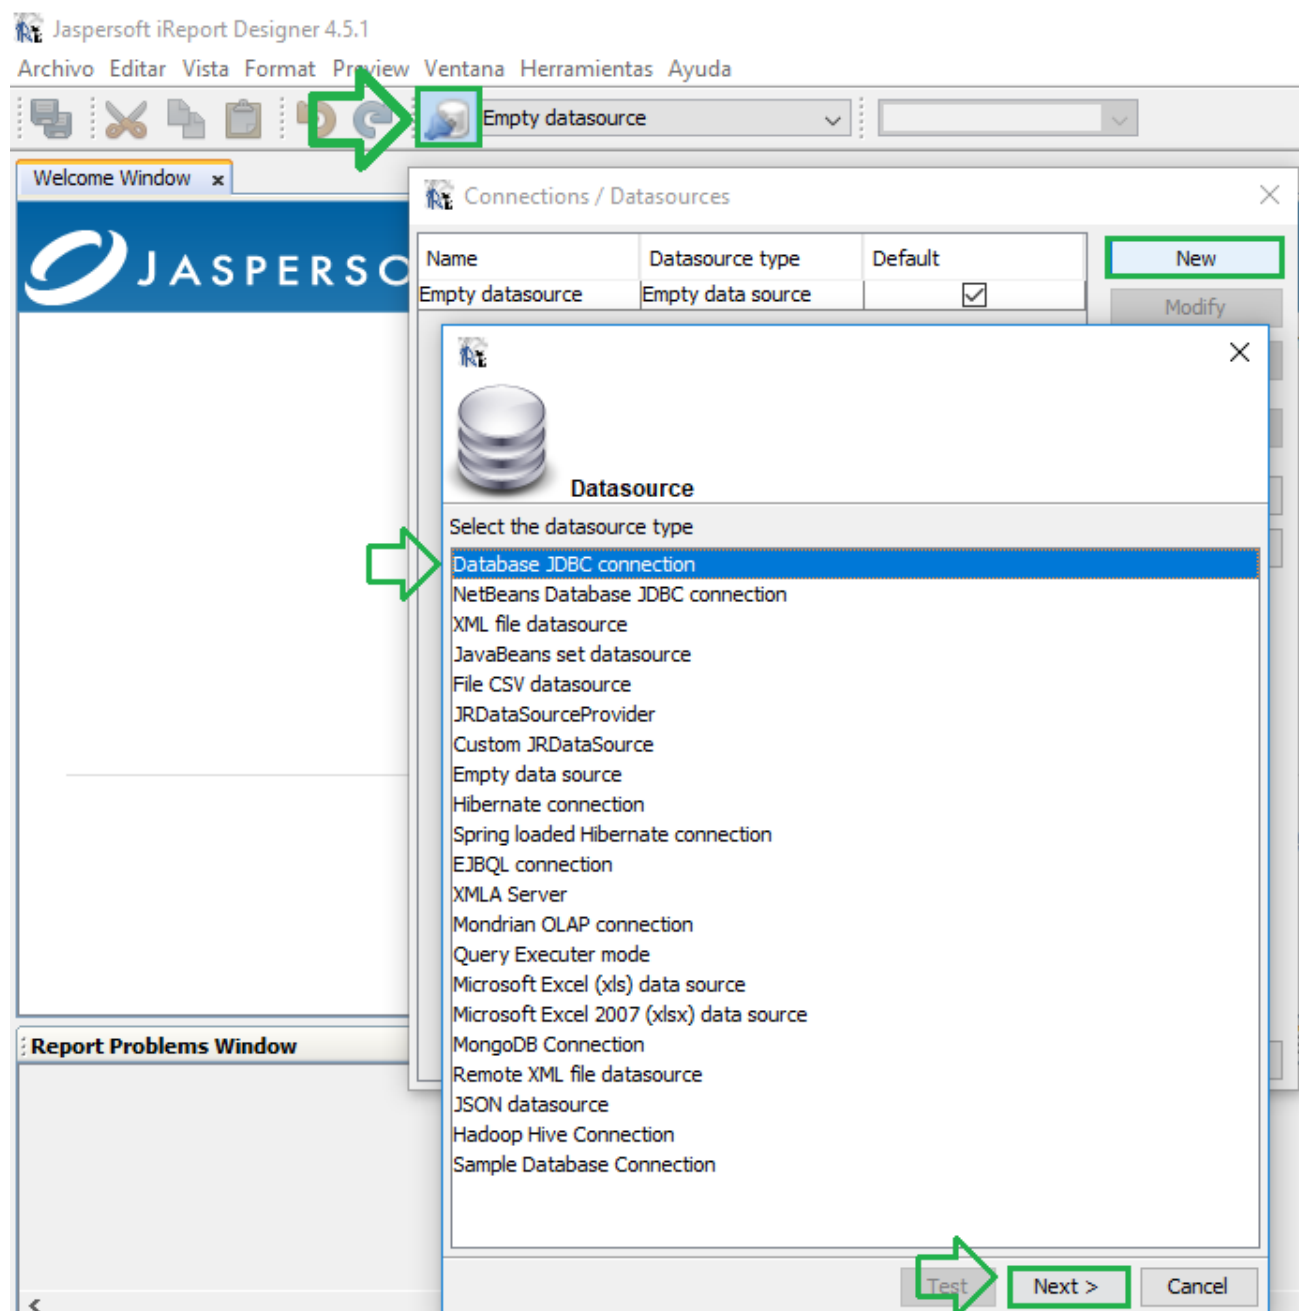 Jaspersoft iReport Designer 4.5.1
Archivo Editar Vista Format Preview Ventana Herramientas Ayuda
Empty datasource
Welcome Window x
JASPERSO
Connections / Datasources
Name Datasource type Default
Empty datasource Empty data source
New
Modify
Datasource
Select the datasource type
Database JDBC connection
NetBeans Database JDBC connection
XML file datasource
JavaBeans set datasource
File CSV datasource
JRDataSourceProvider
Custom JRDataSource
Empty data source
Hibernate connection
Spring loaded Hibernate connection
EJBQL connection
XMLA Server
Mondrian OLAP connection
Query Executer mode
Microsoft Excel (xls) data source
Microsoft Excel 2007 (xlsx) data source
MongoDB Connection
Remote XML file datasource
JSON datasource
Hadoop Hive Connection
Sample Database Connection
Report Problems Window
Test Next > Cancel